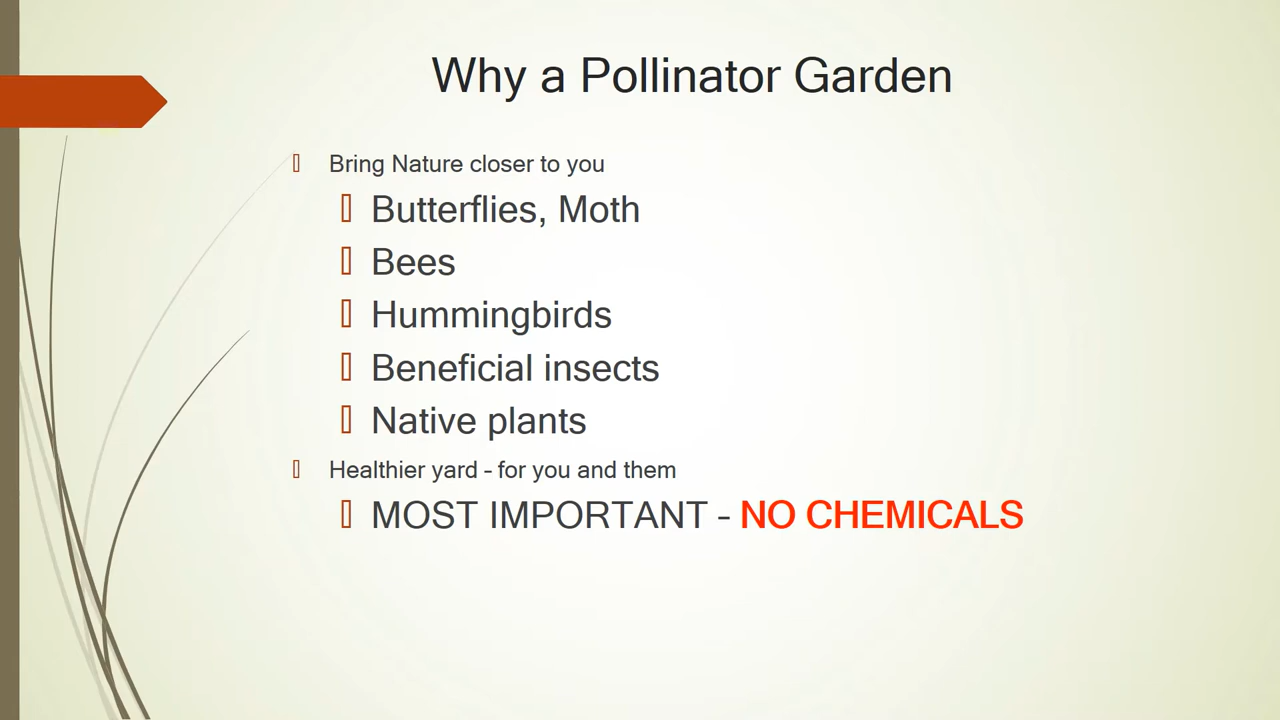 Why a Pollinator Garden
Bring Nature closer to you
Butterflies, Moth
Bees
Hummingbirds
Beneficial insects
Native plants
Healthier yard - for you and them
MOST IMPORTANT - NO CHEMICALS